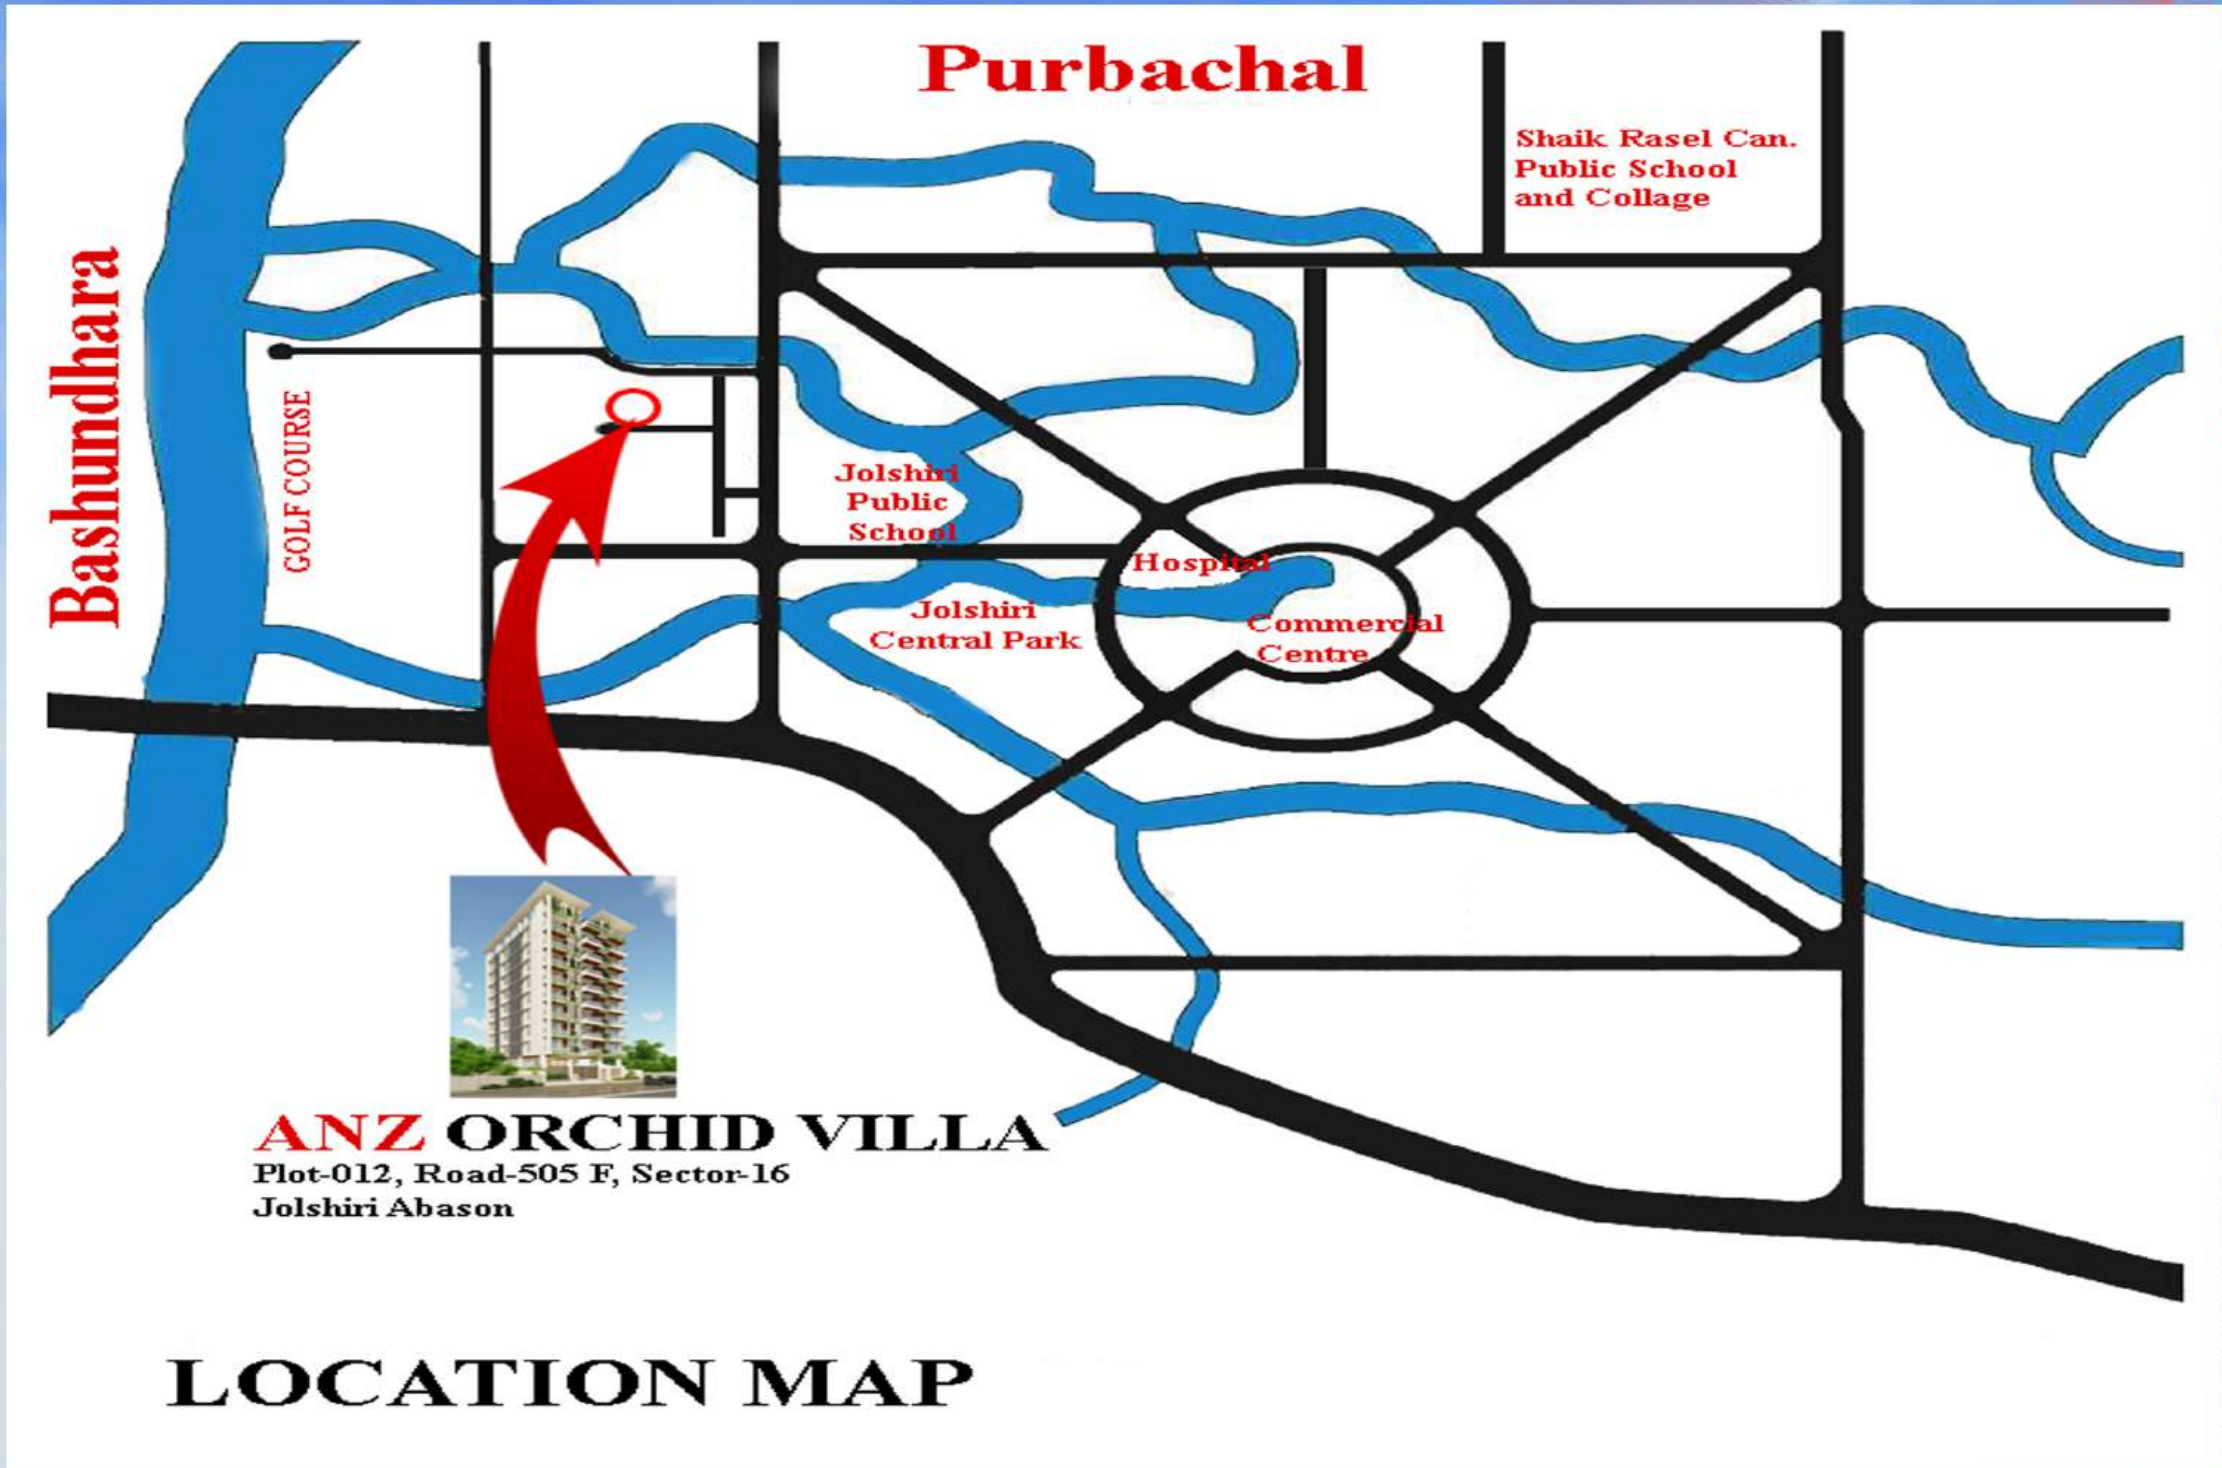 Purbachal
Shaik Rasel Can.
Public School
and Collage
Bashundhara
GOLF COURSE
Jolshiri
Public
School
Hospital
Jolshiri
Central Park
Commercial
Centre
ANZ ORCHID VILLA
Plot-012, Road-505 F, Sector-16
Jolshiri Abason
LOCATION MAP